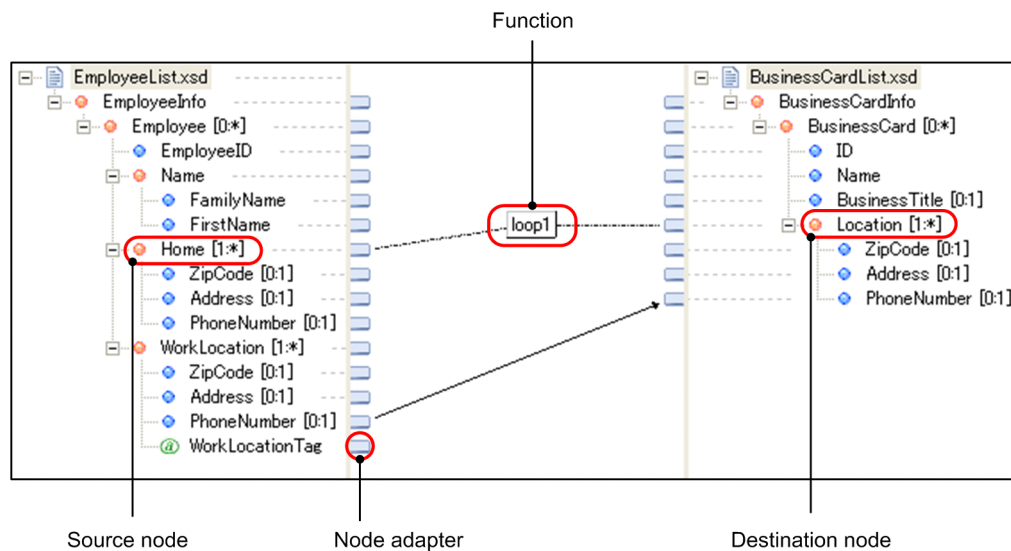 Function
EmployeeList.xsd
EmployeeInfo
Employee [0:*]
EmployeeID
Name
FamilyName
FirstName
Home [1:*]
ZipCode [0:1]
Address [0:1]
PhoneNumber [0:1]
WorkLocation [1:*]
ZipCode [0:1]
Address [0:1]
PhoneNumber [0:1]
a WorkLocationTag
loop1
BusinessCardList.xsd
BusinessCardInfo
BusinessCard [0:*]
ID
Name
BusinessTitle [0:1]
Location [1:*]
ZipCode [0:1]
Address [0:1]
PhoneNumber [0:1]
Source node
Node adapter
Destination node